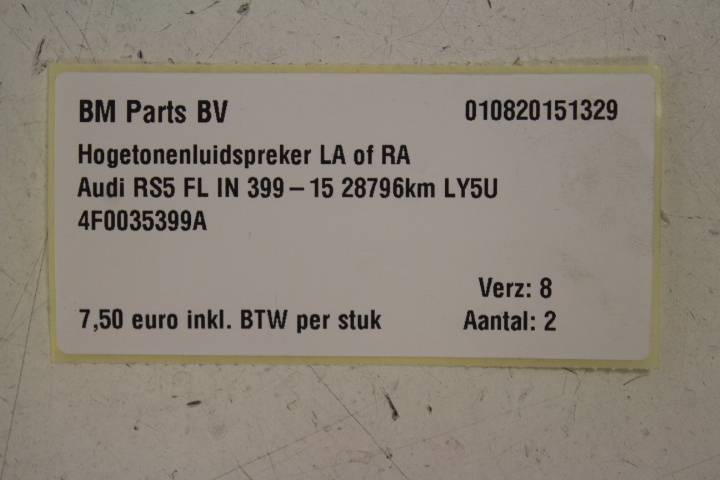 BM Parts BV 010820151329
Hogetonenluidspreker LA of RA
Audi RS5 FL IN 399 – 15 28796km LY5U
4F0035399A
Verz: 8
7,50 euro inkl. BTW per stuk Aantal: 2